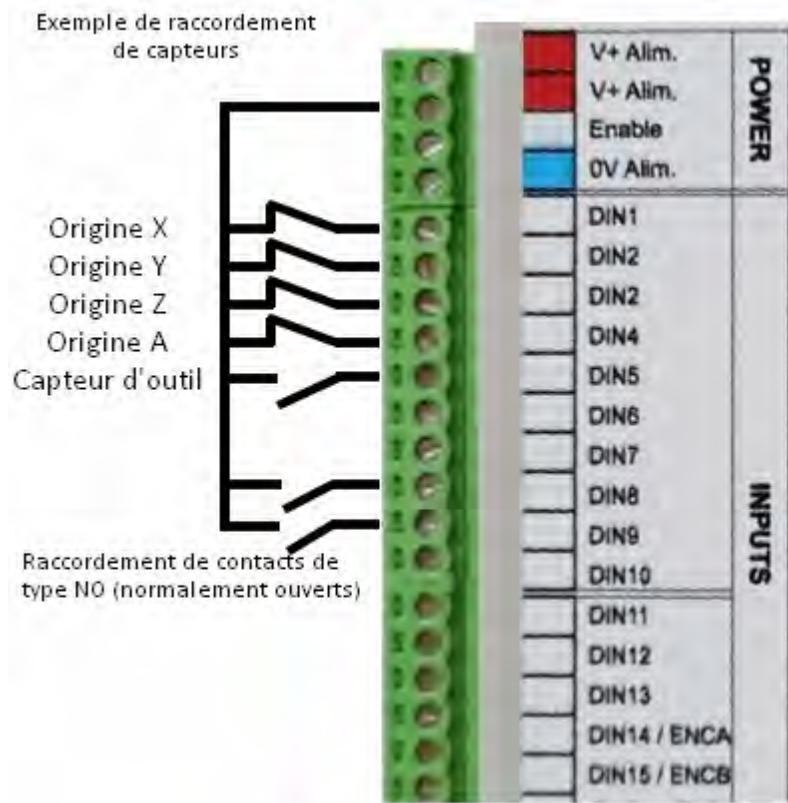 Exemple de raccordement
de capteurs
Origine X
Origine Y
Origine Z
Origine A
Capteur d'outil
Raccordement de contacts de
type NO (normalement ouverts)
V+ Alim.
V+ Alim.
Enable
0V Alim.
POWER
DIN1
DIN2
DIN2
DIN4
DIN5
DIN6
DIN7
DIN8
DIN9
DIN10
DIN11
DIN12
DIN13
DIN14 / ENCA
DIN15 / ENCB
INPUTS